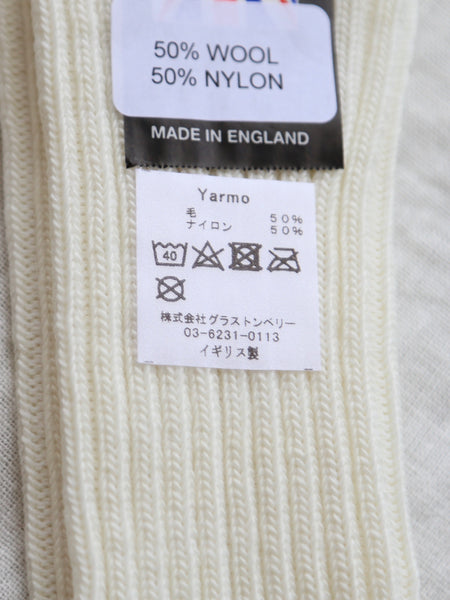 50% WOOL
50% NYLON
MADE IN ENGLAND
Yarmo
毛 50%
ナイロン 50%
40
株式会社グラストンベリー
03-6231-0113
イギリス製